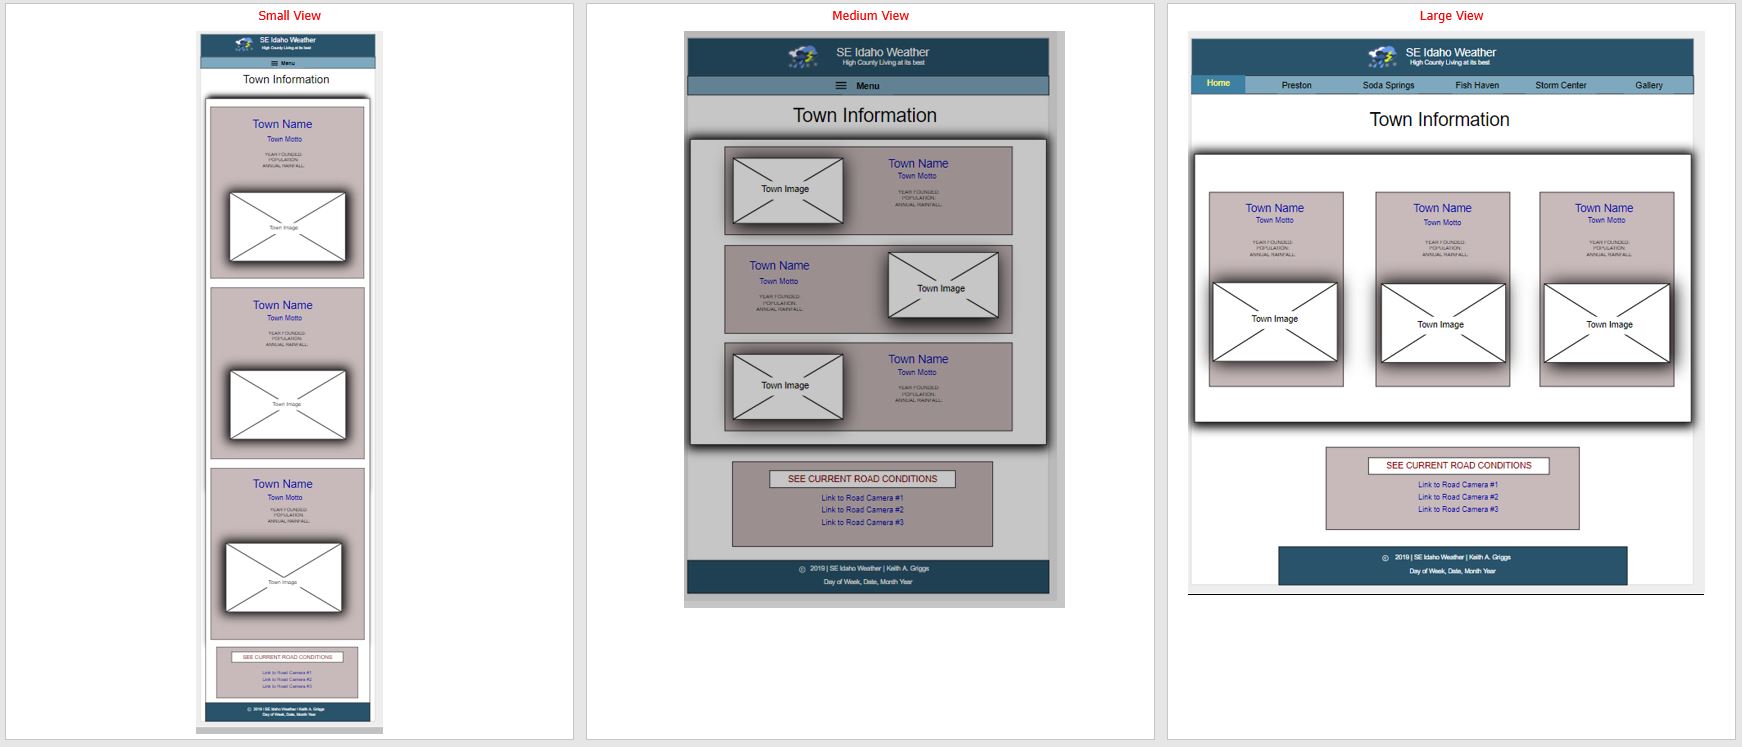 Small View
SE Idaho Weather
High County Living at its best
Menu
Town Information
Town Name
Town Motto
YEAR FOUNDED:
POPULATION:
ANNUAL RAINFALL:
Town Image
Town Name
Town Motto
YEAR FOUNDED:
POPULATION:
ANNUAL RAINFALL:
Town Image
Town Name
Town Motto
YEAR FOUNDED:
POPULATION:
ANNUAL RAINFALL:
Town Image
SEE CURRENT ROAD CONDITIONS
Link to Road Camera #1
Link to Road Camera #2
Link to Road Camera #3
© 2019 | SE Idaho Weather | Keith A. Griggs
Day of Week, Date, Month Year
Medium View
SE Idaho Weather
High County Living at its best
Menu
Town Information
Town Image
Town Name
Town Motto
YEAR FOUNDED:
POPULATION:
ANNUAL RAINFALL:
Town Name
Town Motto
YEAR FOUNDED:
POPULATION:
ANNUAL RAINFALL:
Town Image
Town Image
Town Name
Town Motto
YEAR FOUNDED:
POPULATION:
ANNUAL RAINFALL:
SEE CURRENT ROAD CONDITIONS
Link to Road Camera #1
Link to Road Camera #2
Link to Road Camera #3
© 2019 | SE Idaho Weather | Keith A. Griggs
Day of Week, Date, Month Year
Large View
SE Idaho Weather
High County Living at its best
Home Preston Soda Springs Fish Haven Storm Center Gallery
Town Information
Town Name
Town Motto
YEAR FOUNDED:
POPULATION:
ANNUAL RAINFALL:
Town Image
Town Name
Town Motto
YEAR FOUNDED:
POPULATION:
ANNUAL RAINFALL:
Town Image
Town Name
Town Motto
YEAR FOUNDED:
POPULATION:
ANNUAL RAINFALL:
Town Image
SEE CURRENT ROAD CONDITIONS
Link to Road Camera #1
Link to Road Camera #2
Link to Road Camera #3
© 2019 | SE Idaho Weather | Keith A. Griggs
Day of Week, Date, Month Year